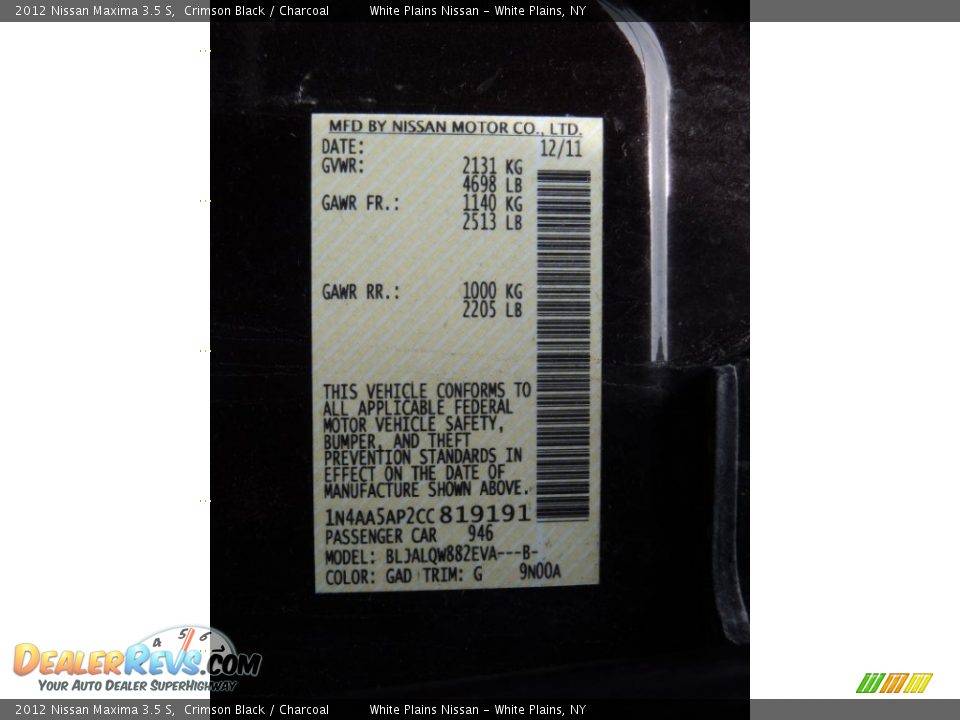 2012 Nissan Maxima 3.5 S, Crimson Black / Charcoal White Plains Nissan - White Plains, NY
MFD BY NISSAN MOTOR CO., LTD.
DATE: 12/11
GVWR: 2131 KG
4698 LB
GAWR FR.: 1140 KG
2513 LB
GAWR RR.: 1000 KG
2205 LB
THIS VEHICLE CONFORMS TO
ALL APPLICABLE FEDERAL
MOTOR VEHICLE SAFETY,
BUMPER, AND THEFT
PREVENTION STANDARDS IN
EFFECT ON THE DATE OF
MANUFACTURE SHOWN ABOVE.
1N4AA5AP2CC819191
PASSENGER CAR 946
MODEL: BLJALQW882EVA---B-
COLOR: GAD TRIM: G 9N00A
4 5 6
DEALERREVS.COM
YOUR AUTO DEALER SUPERHIGHWAY
2012 Nissan Maxima 3.5 S, Crimson Black / Charcoal White Plains Nissan - White Plains, NY